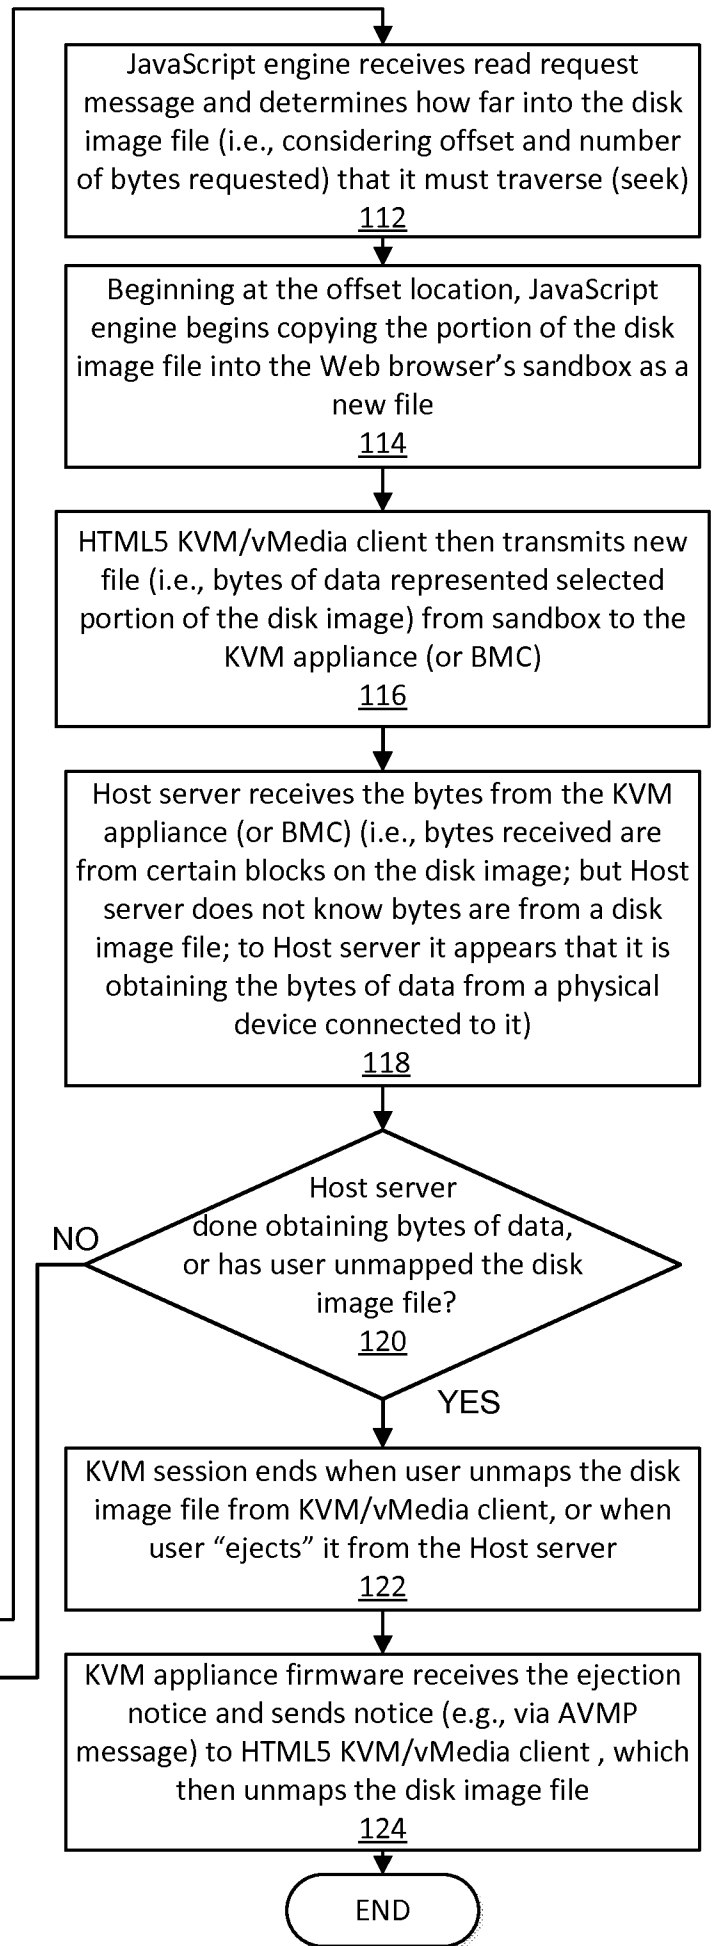 JavaScript engine receives read request
message and determines how far into the disk
image file (i.e., considering offset and number
of bytes requested) that it must traverse (seek)
112
Beginning at the offset location, JavaScript
engine begins copying the portion of the disk
image file into the Web browser’s sandbox as a
new file
114
HTML5 KVM/vMedia client then transmits new
file (i.e., bytes of data represented selected
portion of the disk image) from sandbox to the
KVM appliance (or BMC)
116
Host server receives the bytes from the KVM
appliance (or BMC) (i.e., bytes received are
from certain blocks on the disk image; but Host
server does not know bytes are from a disk
image file; to Host server it appears that it is
obtaining the bytes of data from a physical
device connected to it)
118
Host server
done obtaining bytes of data,
or has user unmapped the disk
image file?
120
NO
YES
KVM session ends when user unmaps the disk
image file from KVM/vMedia client, or when
user “ejects” it from the Host server
122
KVM appliance firmware receives the ejection
notice and sends notice (e.g., via AVMP
message) to HTML5 KVM/vMedia client , which
then unmaps the disk image file
124
END